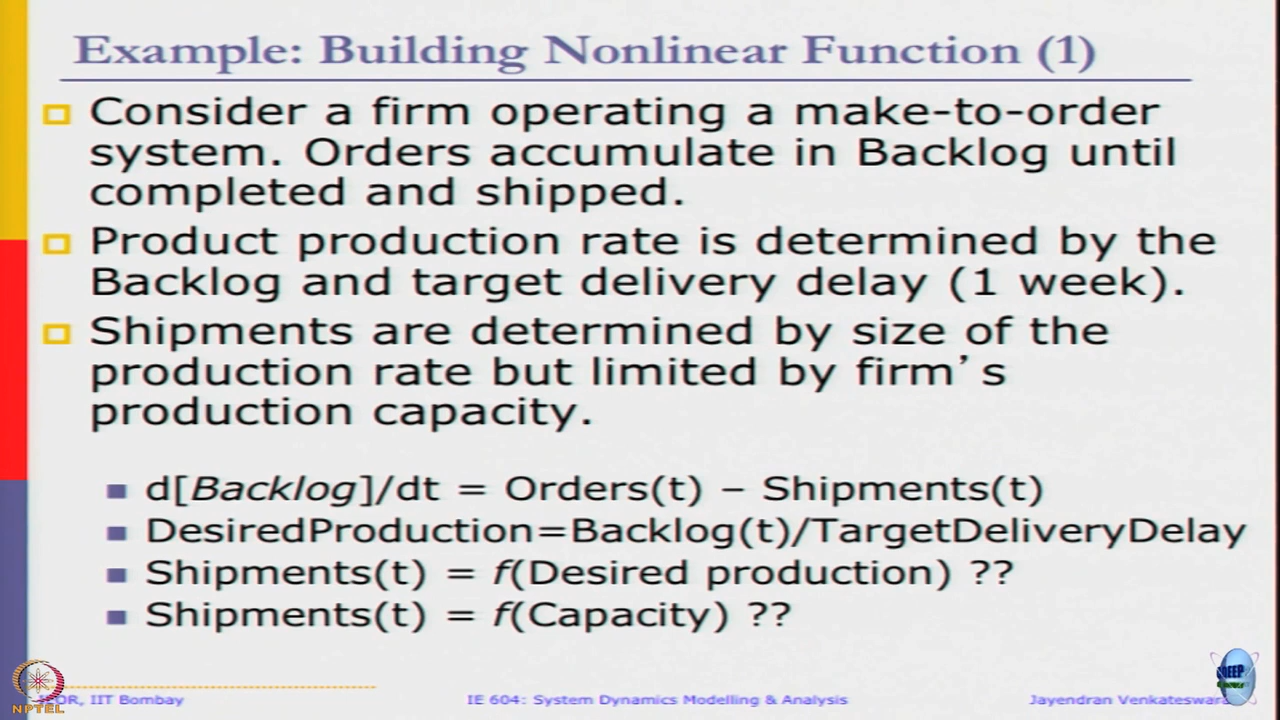 Example: Building Nonlinear Function (1)
Consider a firm operating a make-to-order
system. Orders accumulate in Backlog until
completed and shipped.
Product production rate is determined by the
Backlog and target delivery delay (1 week).
Shipments are determined by size of the
production rate but limited by firm's
production capacity.
d[Backlog]/dt = Orders(t) – Shipments(t)
DesiredProduction=Backlog(t)/TargetDeliveryDelay
Shipments(t) = f(Desired production) ??
Shipments(t) = f(Capacity) ??
IIT Bombay
IE 604: System Dynamics Modelling & Analysis
Jayendran
NPTEL